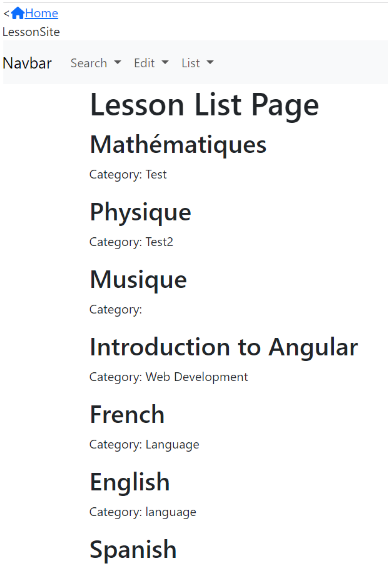 <Home
LessonSite
Navbar Search Edit List
Lesson List Page
Mathématiques
Category: Test
Physique
Category: Test2
Musique
Category:
Introduction to Angular
Category: Web Development
French
Category: Language
English
Category: language
Spanish